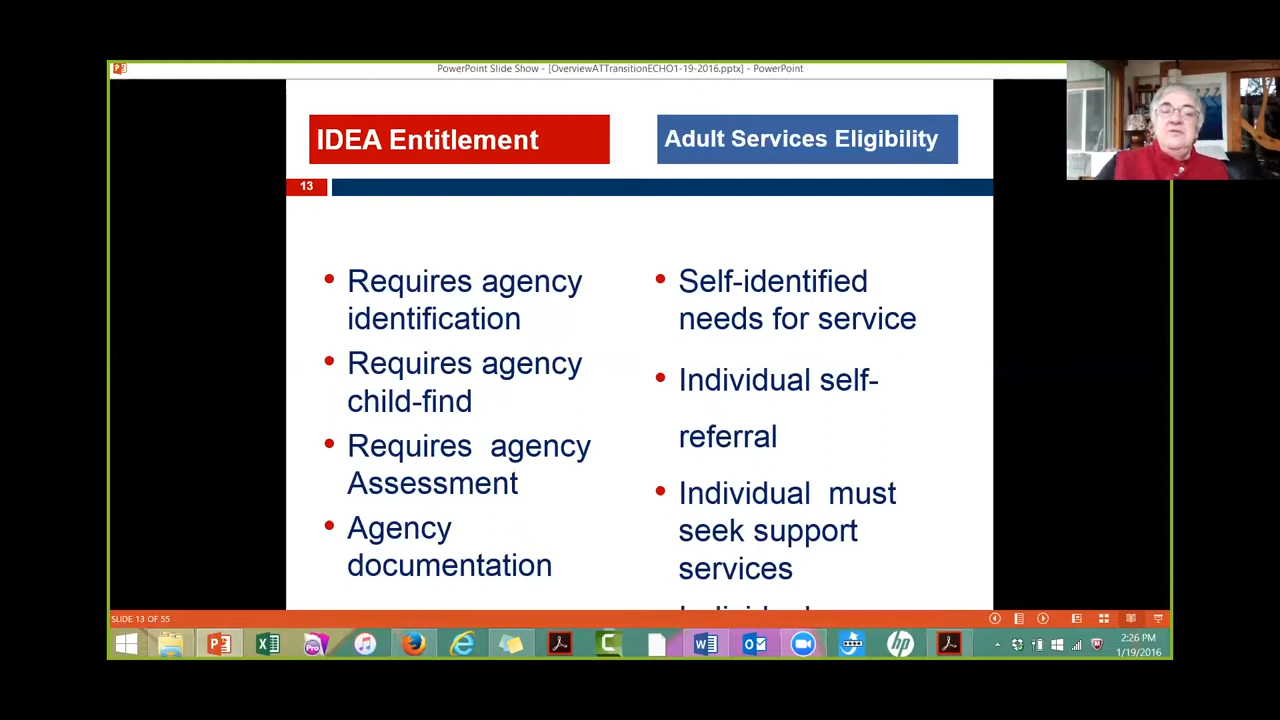 PowerPoint Slide Show - [OverviewATTransitionECHO1-19-2016.pptx] - PowerPoint
IDEA Entitlement
Adult Services Eligibility
13
• Requires agency
identification
• Requires agency
child-find
• Requires agency
Assessment
• Agency
documentation
• Self-identified
needs for service
• Individual self-
referral
• Individual must
seek support
services
SLIDE 13 OF 55
Pro
hp
2:26 PM
1/19/2016